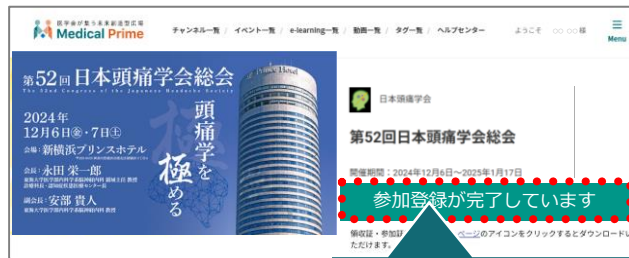 医学会が集う未来創造型広場
Medical Prime
チャンネル一覧 / イベント一覧 / e-learning一覧 / 動画一覧 / タグ一覧 / ヘルプセンター
ようこそ ○○ ○○ 様
Menu
第52回日本頭痛学会総会
The 52nd Congress of the Japanese Headache Society
2024年
12月6日㊎・7日㊏
会場:新横浜プリンスホテル
会長:永田 栄一郎
副会長:安部 貴人
頭痛学を
極める
Prince Hotel
日本頭痛学会
第52回日本頭痛学会総会
開催期間:2024年12月6日～2025年1月17日
参加登録が完了しています
領収証・参加証
ページのアイコンをクリックするとダウンロードい
ただけます。